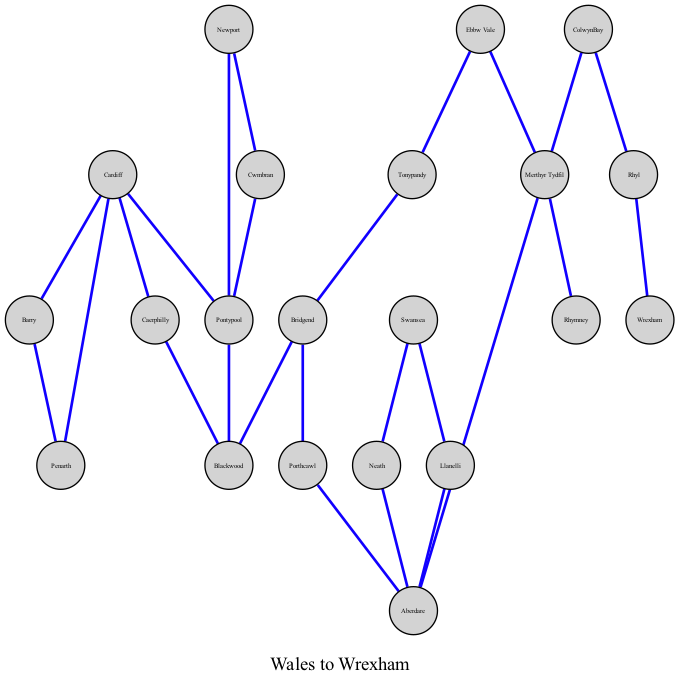 Newport
Ebbw Vale
ColwynBay
Cardiff
Cwmbran
Tonypandy
Merthyr Tydfil
Rhyl
Barry
Caerphilly
Pontypool
Bridgend
Swansea
Rhymney
Wrexham
Penarth
Blackwood
Porthcawl
Neath
Llanelli
Aberdare
Wales to Wrexham